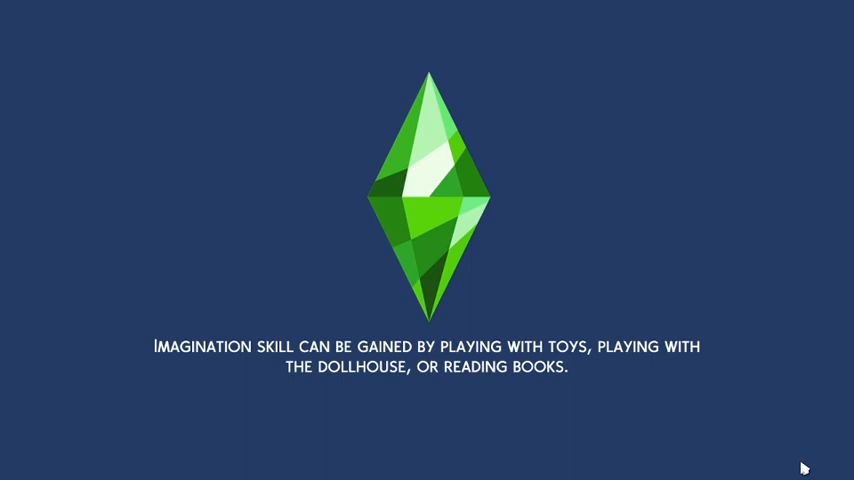 Imagination skill can be gained by playing with toys, playing with
the dollhouse, or reading books.